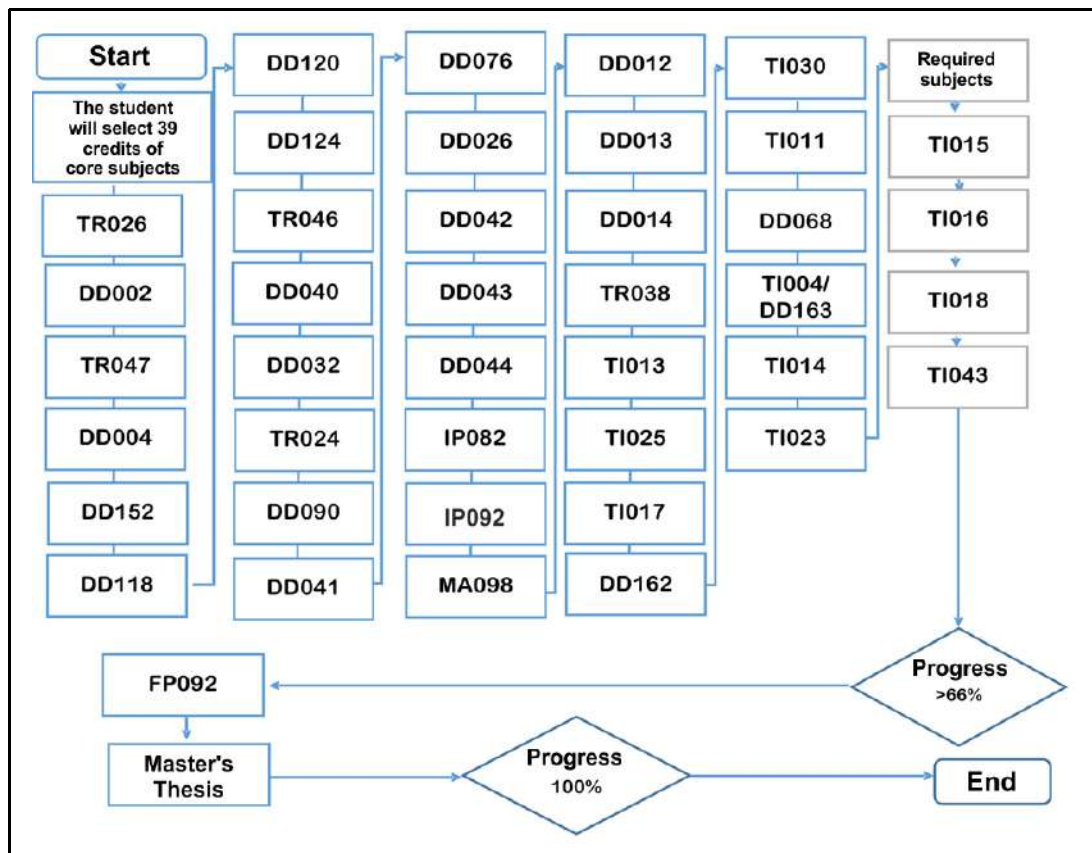 Start
The student
will select 39
credits of
core subjects
TR026
DD002
TR047
DD004
DD152
DD118
DD120
DD124
TR046
DD040
DD032
TR024
DD090
DD041
DD076
DD026
DD042
DD043
DD044
IP082
IP092
MA098
DD012
DD013
DD014
TR038
TI013
TI025
TI017
DD162
TI030
TI011
DD068
TI004/
DD163
TI014
TI023
Required
subjects
TI015
TI016
TI018
TI043
Progress
>66%
FP092
Master's
Thesis
Progress
100%
End